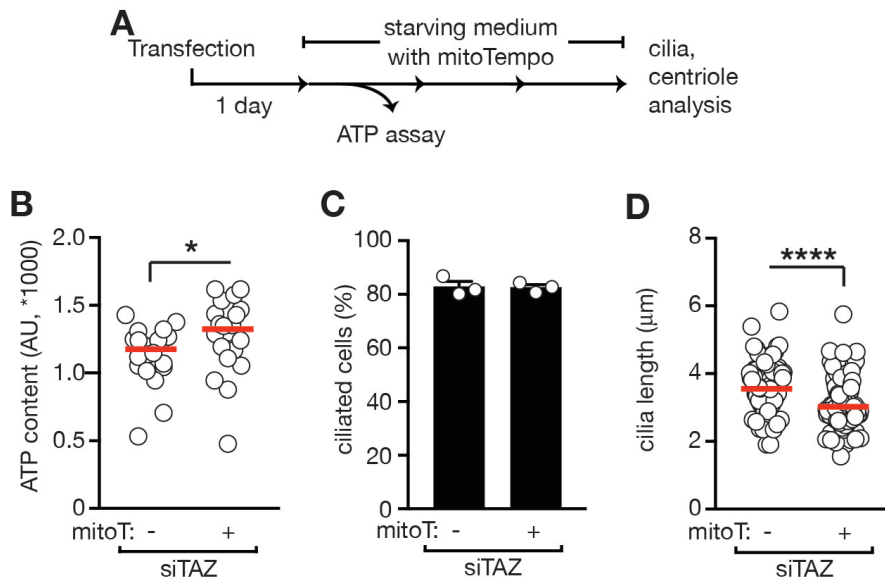 A
Transfection
starving medium
with mitoTempo
cilia,
centriole
analysis
1 day
ATP assay
B
ATP content (AU, *1000)
2.0
1.5
1.0
0.5
0
*
mitoT: - +
siTAZ
C
ciliated cells (%)
100
80
60
40
20
0
- +
siTAZ
D
cilia length (μm)
8
6
4
2
0
****
mitoT: - +
siTAZ